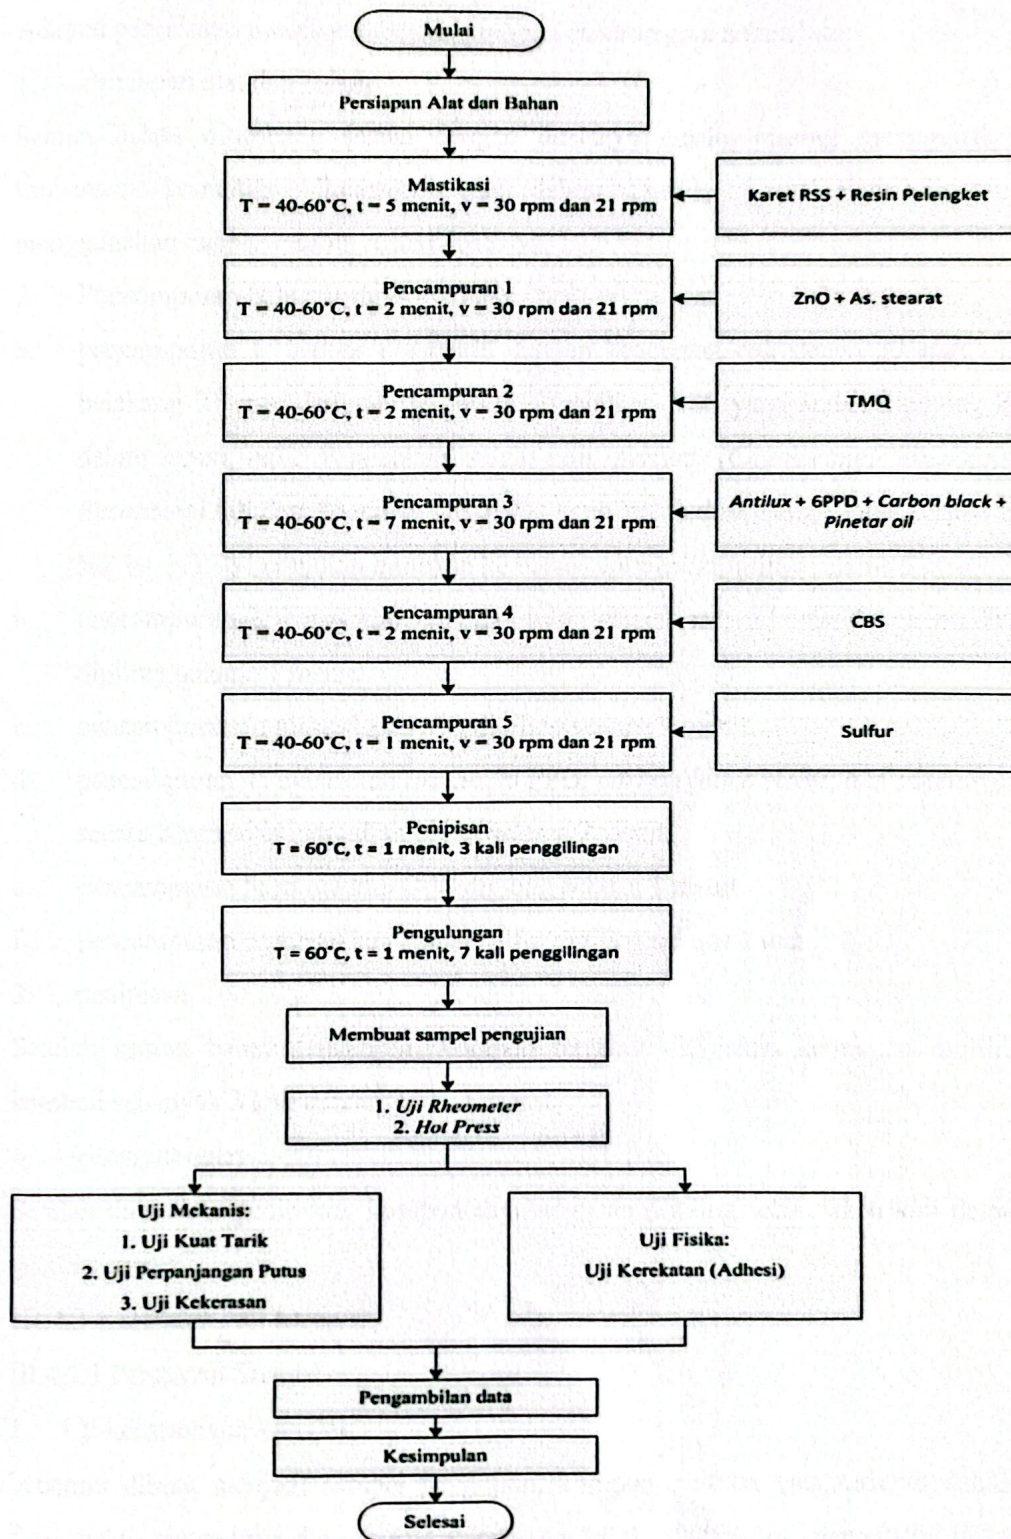 Mulai
Persiapan Alat dan Bahan
Mastikasi
T = 40-60°C, t = 5 menit, v = 30 rpm dan 21 rpm
Karet RSS + Resin Pelengket
Pencampuran 1
T = 40-60°C, t = 2 menit, v = 30 rpm dan 21 rpm
ZnO + As. stearat
Pencampuran 2
T = 40-60°C, t = 2 menit, v = 30 rpm dan 21 rpm
TMQ
Pencampuran 3
T = 40-60°C, t = 7 menit, v = 30 rpm dan 21 rpm
Antilux + 6PPD + Carbon black +
Pinetar oil
Pencampuran 4
T = 40-60°C, t = 2 menit, v = 30 rpm dan 21 rpm
CBS
Pencampuran 5
T = 40-60°C, t = 1 menit, v = 30 rpm dan 21 rpm
Sulfur
Penipisan
T = 60°C, t = 1 menit, 3 kali penggilingan
Pengulungan
T = 60°C, t = 1 menit, 7 kali penggilingan
Membuat sampel pengujian
1. Uji Rheometer
2. Hot Press
Uji Mekanis:
1. Uji Kuat Tarik
2. Uji Perpanjangan Putus
3. Uji Kekerasan
Uji Fisika:
Uji Kerekatan (Adhesi)
Pengambilan data
Kesimpulan
Selesai